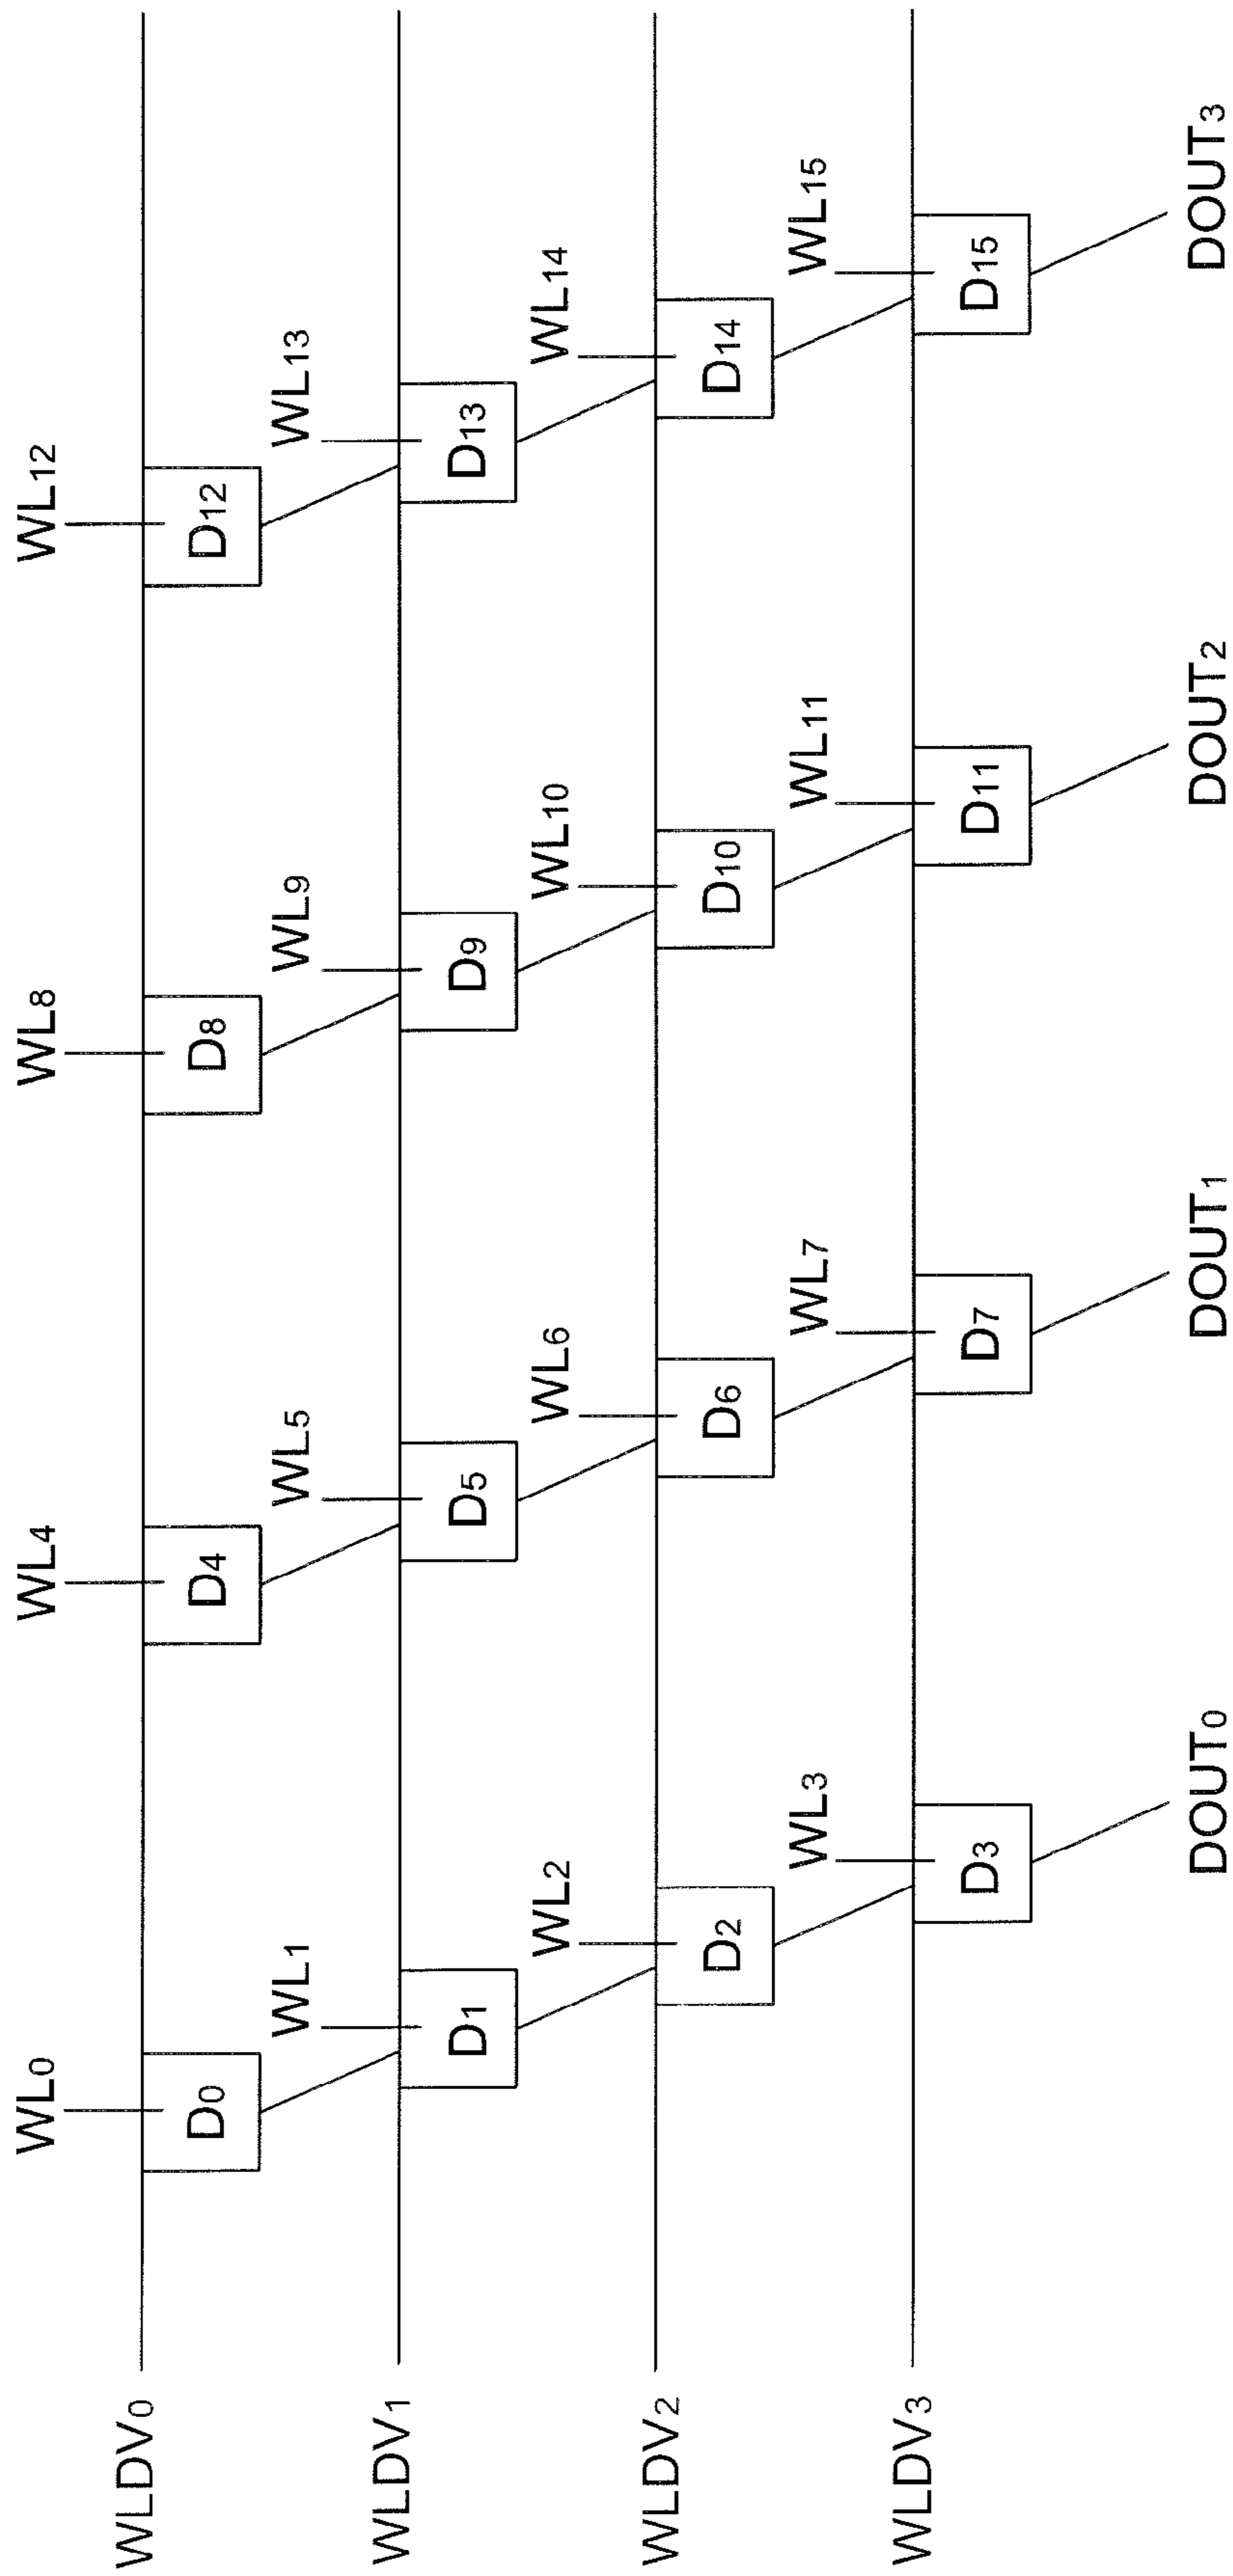 WL0 WL4 WL8 WL12
WLDV0 D0 D4 D8 D12
WL1 WL5 WL9 WL13
WLDV1 D1 D5 D9 D13
WL2 WL6 WL10 WL14
WLDV2 D2 D6 D10 D14
WL3 WL7 WL11 WL15
WLDV3 D3 D7 D11 D15
DOUT0 DOUT1 DOUT2 DOUT3